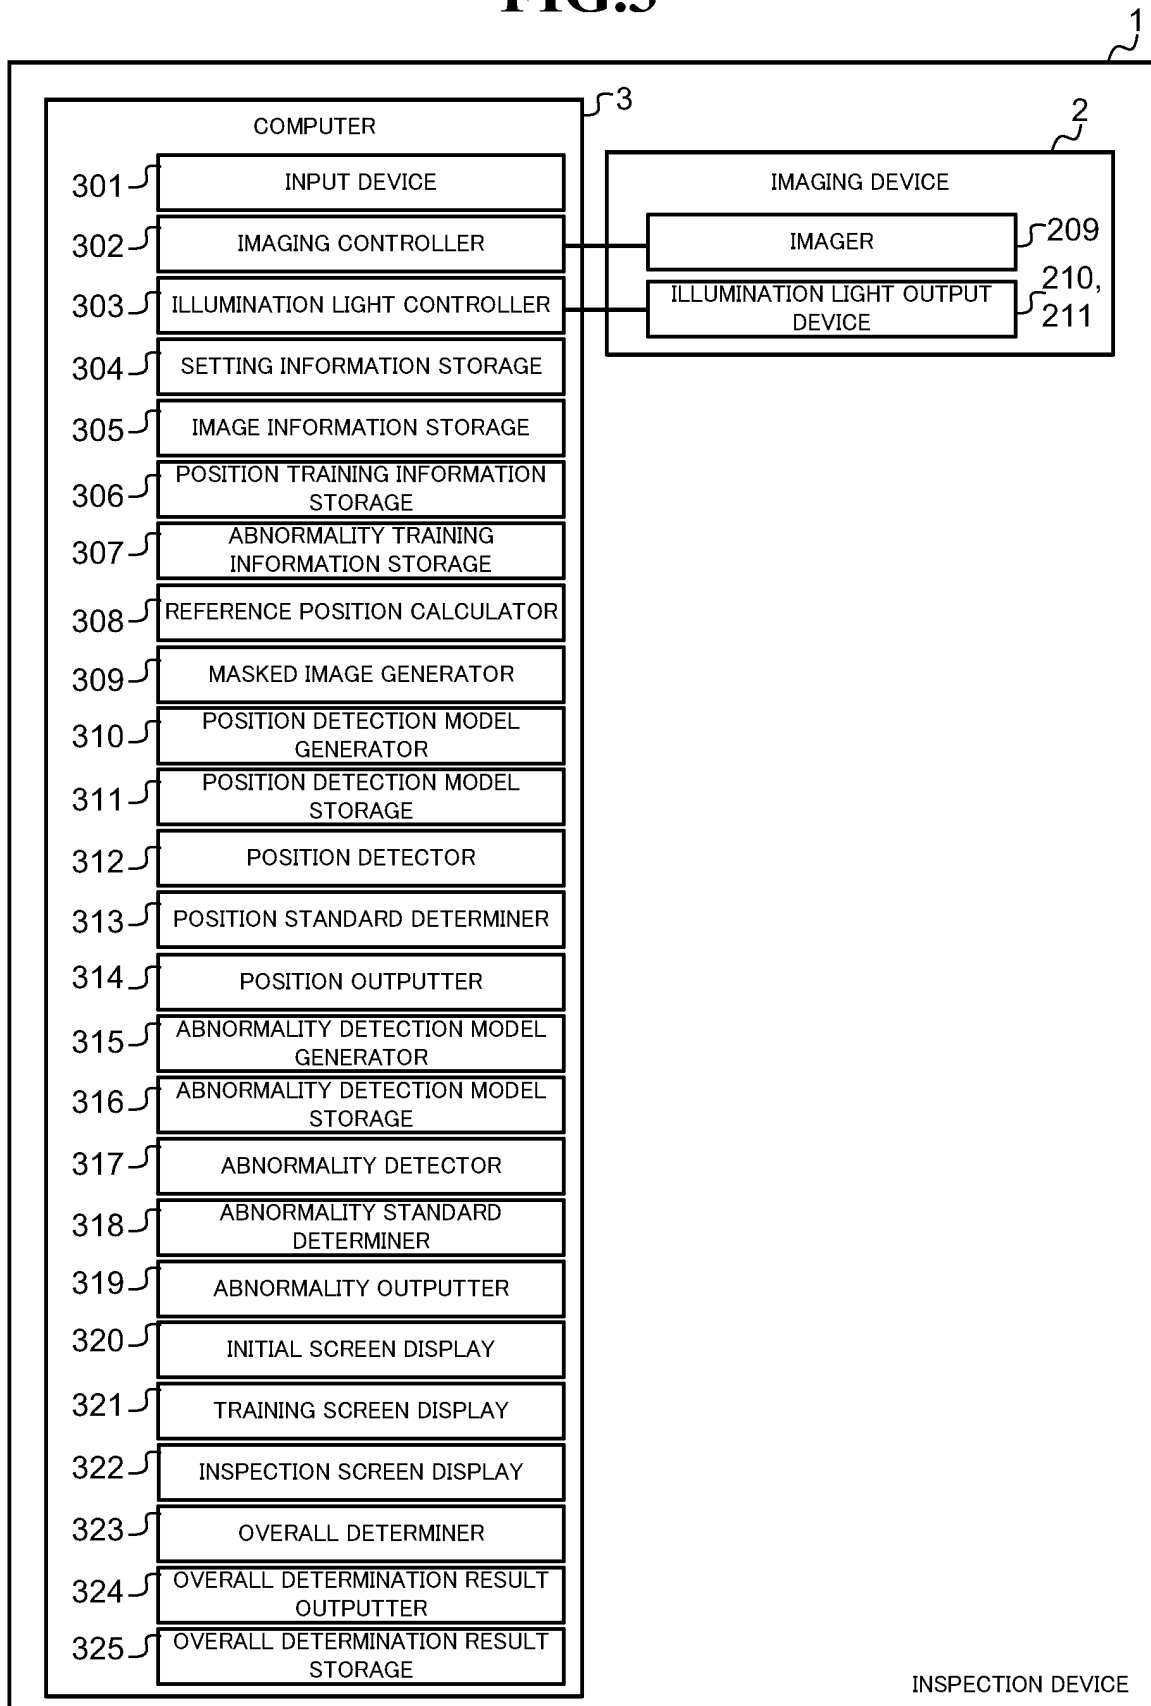 1
3
COMPUTER
2
IMAGING DEVICE
301
INPUT DEVICE
302
IMAGING CONTROLLER
IMAGER
209
303
ILLUMINATION LIGHT CONTROLLER
ILLUMINATION LIGHT OUTPUT
DEVICE
210,
211
304
SETTING INFORMATION STORAGE
305
IMAGE INFORMATION STORAGE
306
POSITION TRAINING INFORMATION
STORAGE
307
ABNORMALITY TRAINING
INFORMATION STORAGE
308
REFERENCE POSITION CALCULATOR
309
MASKED IMAGE GENERATOR
310
POSITION DETECTION MODEL
GENERATOR
311
POSITION DETECTION MODEL
STORAGE
312
POSITION DETECTOR
313
POSITION STANDARD DETERMINER
314
POSITION OUTPUTTER
315
ABNORMALITY DETECTION MODEL
GENERATOR
316
ABNORMALITY DETECTION MODEL
STORAGE
317
ABNORMALITY DETECTOR
318
ABNORMALITY STANDARD
DETERMINER
319
ABNORMALITY OUTPUTTER
320
INITIAL SCREEN DISPLAY
321
TRAINING SCREEN DISPLAY
322
INSPECTION SCREEN DISPLAY
323
OVERALL DETERMINER
324
OVERALL DETERMINATION RESULT
OUTPUTTER
325
OVERALL DETERMINATION RESULT
STORAGE
INSPECTION DEVICE